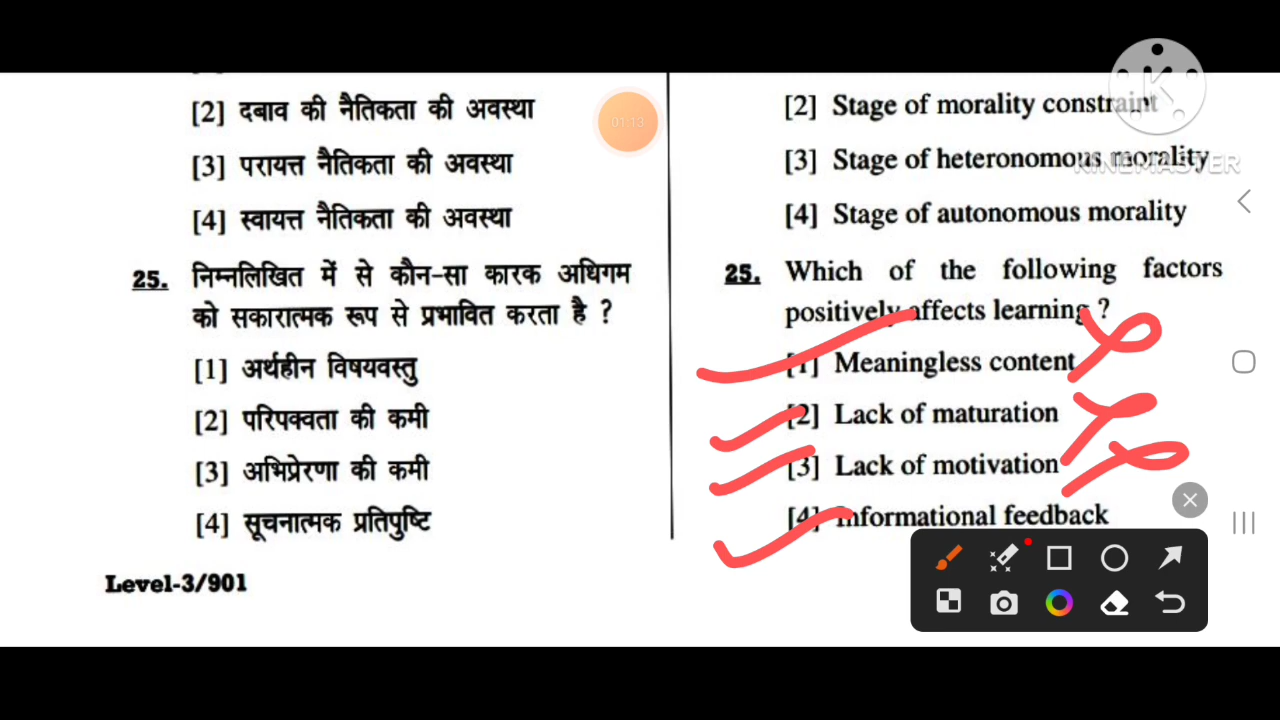 [2] दबाव की नैतिकता की अवस्था
[3] परायत्त नैतिकता की अवस्था
[4] स्वायत्त नैतिकता की अवस्था
25. निम्नलिखित में से कौन-सा कारक अधिगम
को सकारात्मक रूप से प्रभावित करता है ?
[1] अर्थहीन विषयवस्तु
[2] परिपक्वता की कमी
[3] अभिप्रेरणा की कमी
[4] सूचनात्मक प्रतिपुष्टि
Level-3/901
01:13
[2] Stage of morality constraint
[3] Stage of heteronomous morality
[4] Stage of autonomous morality
25. Which of the following factors
positively affects learning ?
[1] Meaningless content
[2] Lack of maturation
[3] Lack of motivation
[4] Informational feedback
KINEMASTER